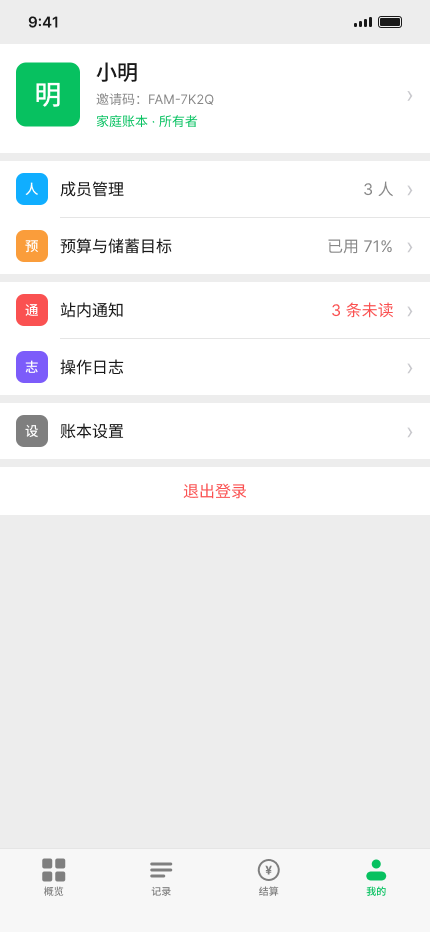 9:41
明
小明
邀请码：FAM-7K2Q
家庭账本 · 所有者
人 成员管理 3 人
预 预算与储蓄目标 已用 71%
通 站内通知 3 条未读
志 操作日志
设 账本设置
退出登录
¥
概览 记录 结算 我的